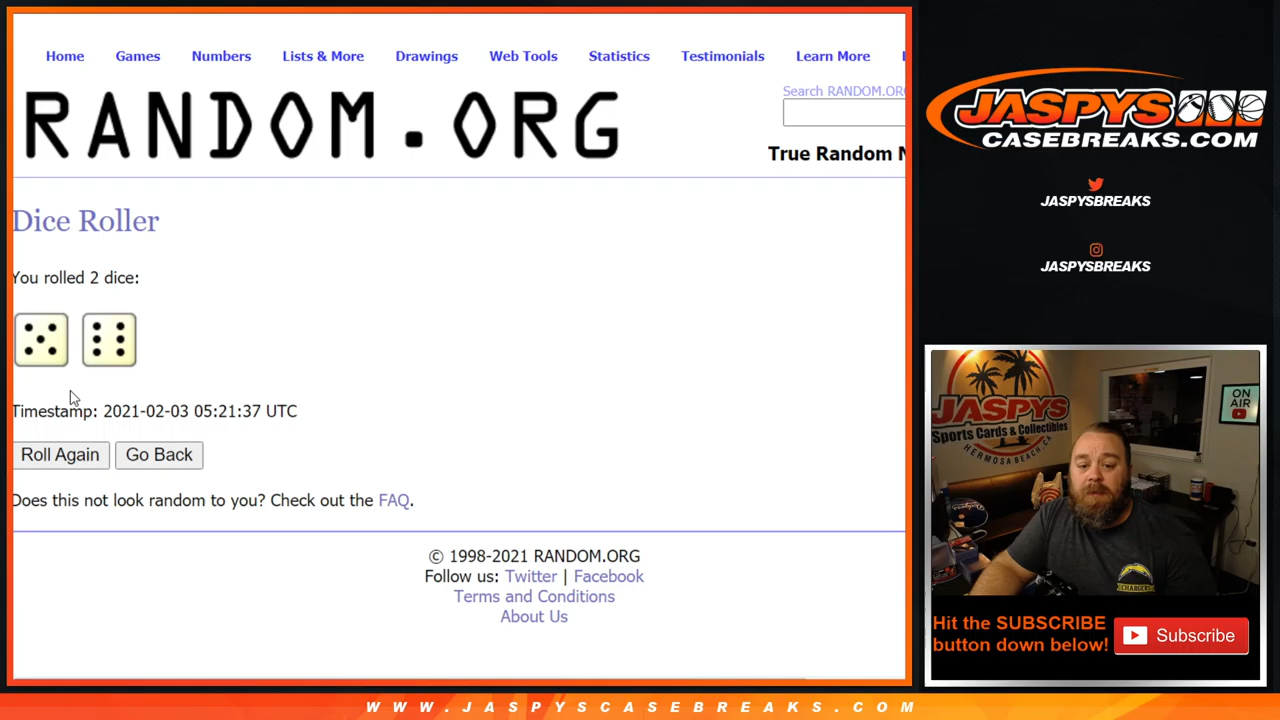 Home Games Numbers Lists & More Drawings Web Tools Statistics Testimonials Learn More
RANDOM.ORG
Search RANDOM.ORG
True Random N
Dice Roller
You rolled 2 dice:
Timestamp: 2021-02-03 05:21:37 UTC
Roll Again Go Back
Does this not look random to you? Check out the FAQ.
© 1998-2021 RANDOM.ORG
Follow us: Twitter | Facebook
Terms and Conditions
About Us
JASPYS
CASEBREAKS.COM
JASPYSBREAKS
JASPYSBREAKS
JASPYS
Sports Cards & Collectibles
HERMOSA BEACH, CA
ON
AIR
CHARGERS
Hit the SUBSCRIBE
button down below!
Subscribe
WWW.JASPYSCASEBREAKS.COM